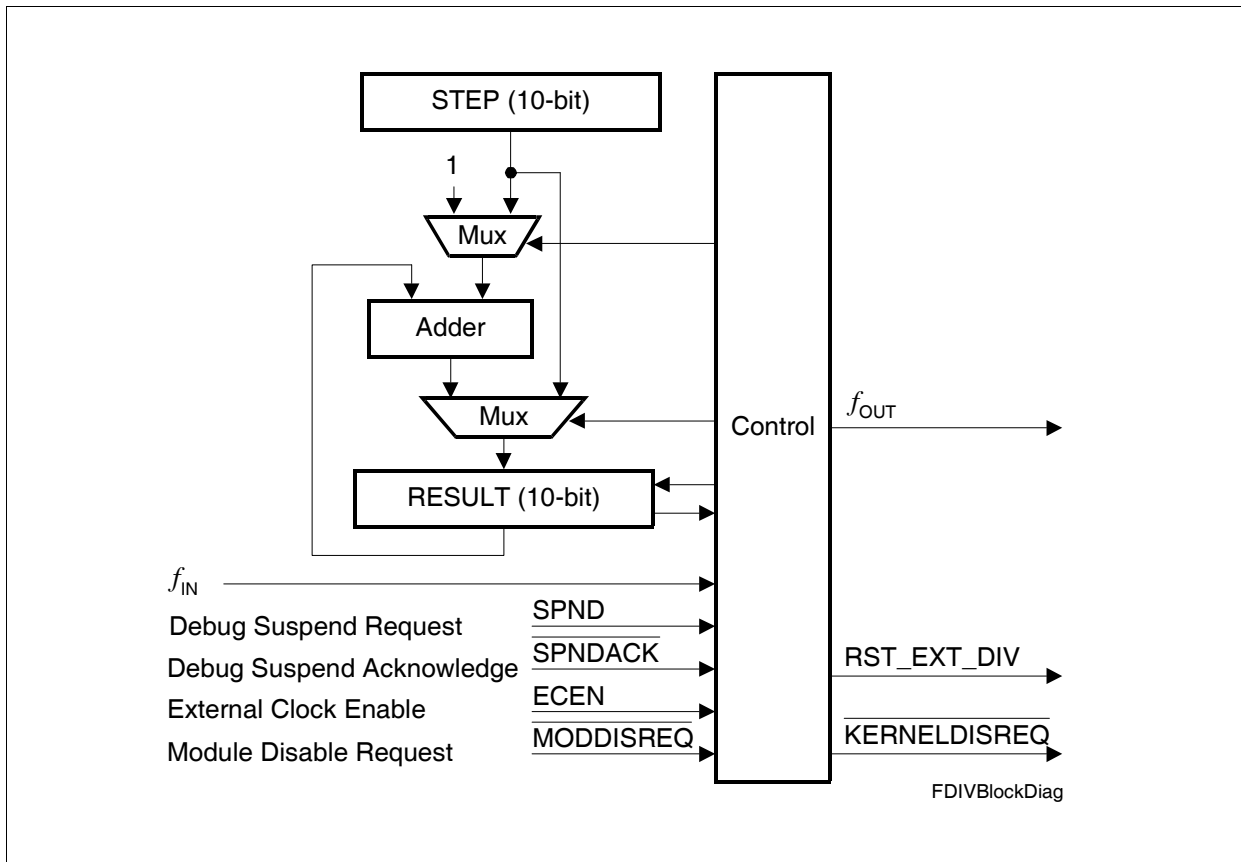 STEP (10-bit)
1
Mux
Adder
Mux
Control
RESULT (10-bit)
fOUT
fIN
Debug Suspend Request SPND
Debug Suspend Acknowledge SPNDACK
External Clock Enable ECEN
Module Disable Request MODDISREQ
RST_EXT_DIV
KERNELDISREQ
FDIVBlockDiag